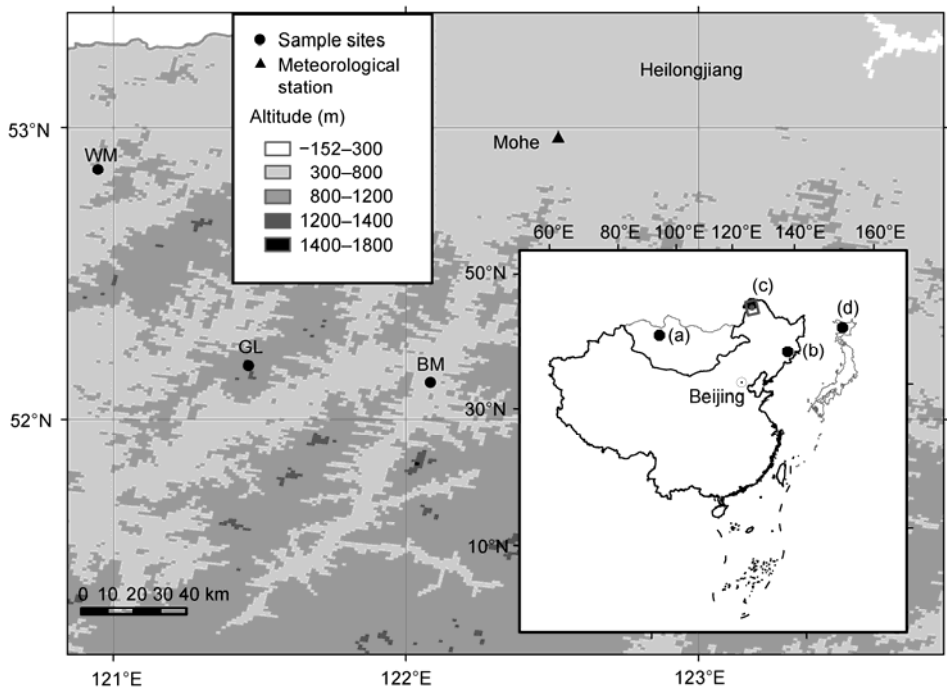 Sample sites
Meteorological
station
Altitude (m)
−152–300
300–800
800–1200
1200–1400
1400–1800
Heilongjiang
53°N
Mohe
WM
60°E 80°E 100°E 120°E 140°E 160°E
50°N
(c)
(d)
(a)
(b)
GL
BM
Beijing
30°N
52°N
10°N
0 10 20 30 40 km
121°E 122°E 123°E